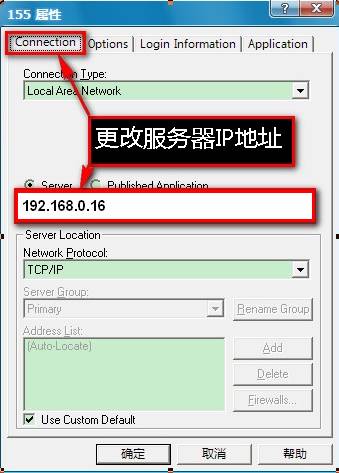 155 属性
Connection Options Login Information Application
Connection Type:
Local Area Network
更改服务器IP地址
Server Published Application
192.168.0.16
Server Location
Network Protocol:
TCP/IP
Server Group:
Primary
Rename Group
Address List:
(Auto-Locate)
Add
Delete
Firewalls...
Use Custom Default
确定 取消 帮助